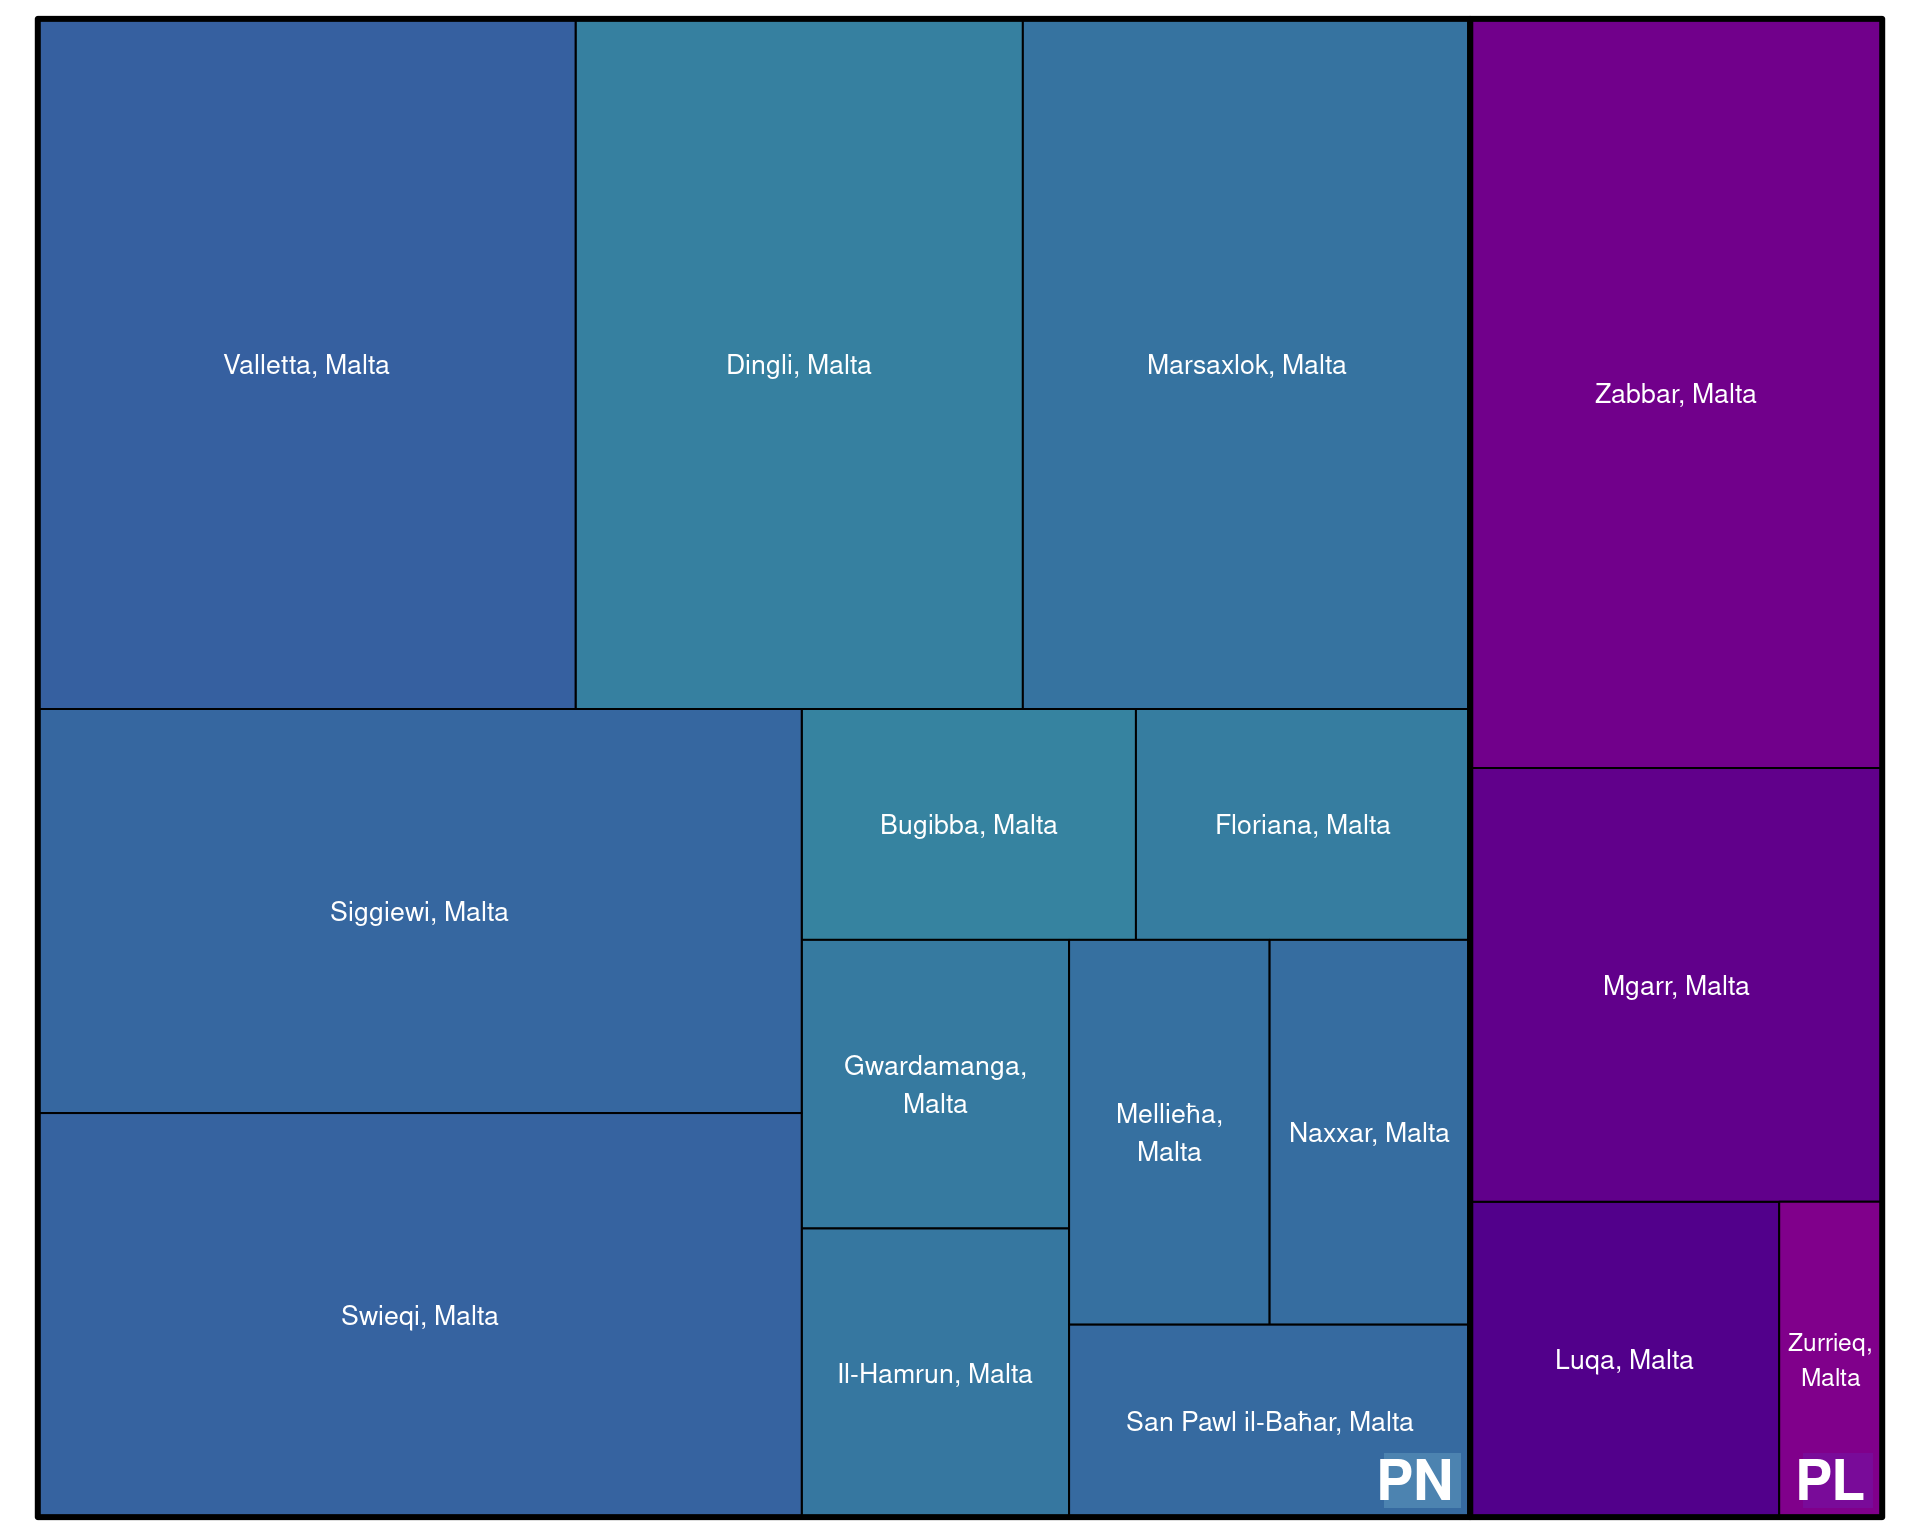 Valletta, Malta
Dingli, Malta
Marsaxlok, Malta
Zabbar, Malta
Siggiewi, Malta
Bugibba, Malta
Floriana, Malta
Mgarr, Malta
Gwardamanga,
Malta
Mellieħa,
Malta
Naxxar, Malta
Swieqi, Malta
Il-Hamrun, Malta
San Pawl il-Baħar, Malta
Luqa, Malta
Zurrieq,
Malta
PN
PL